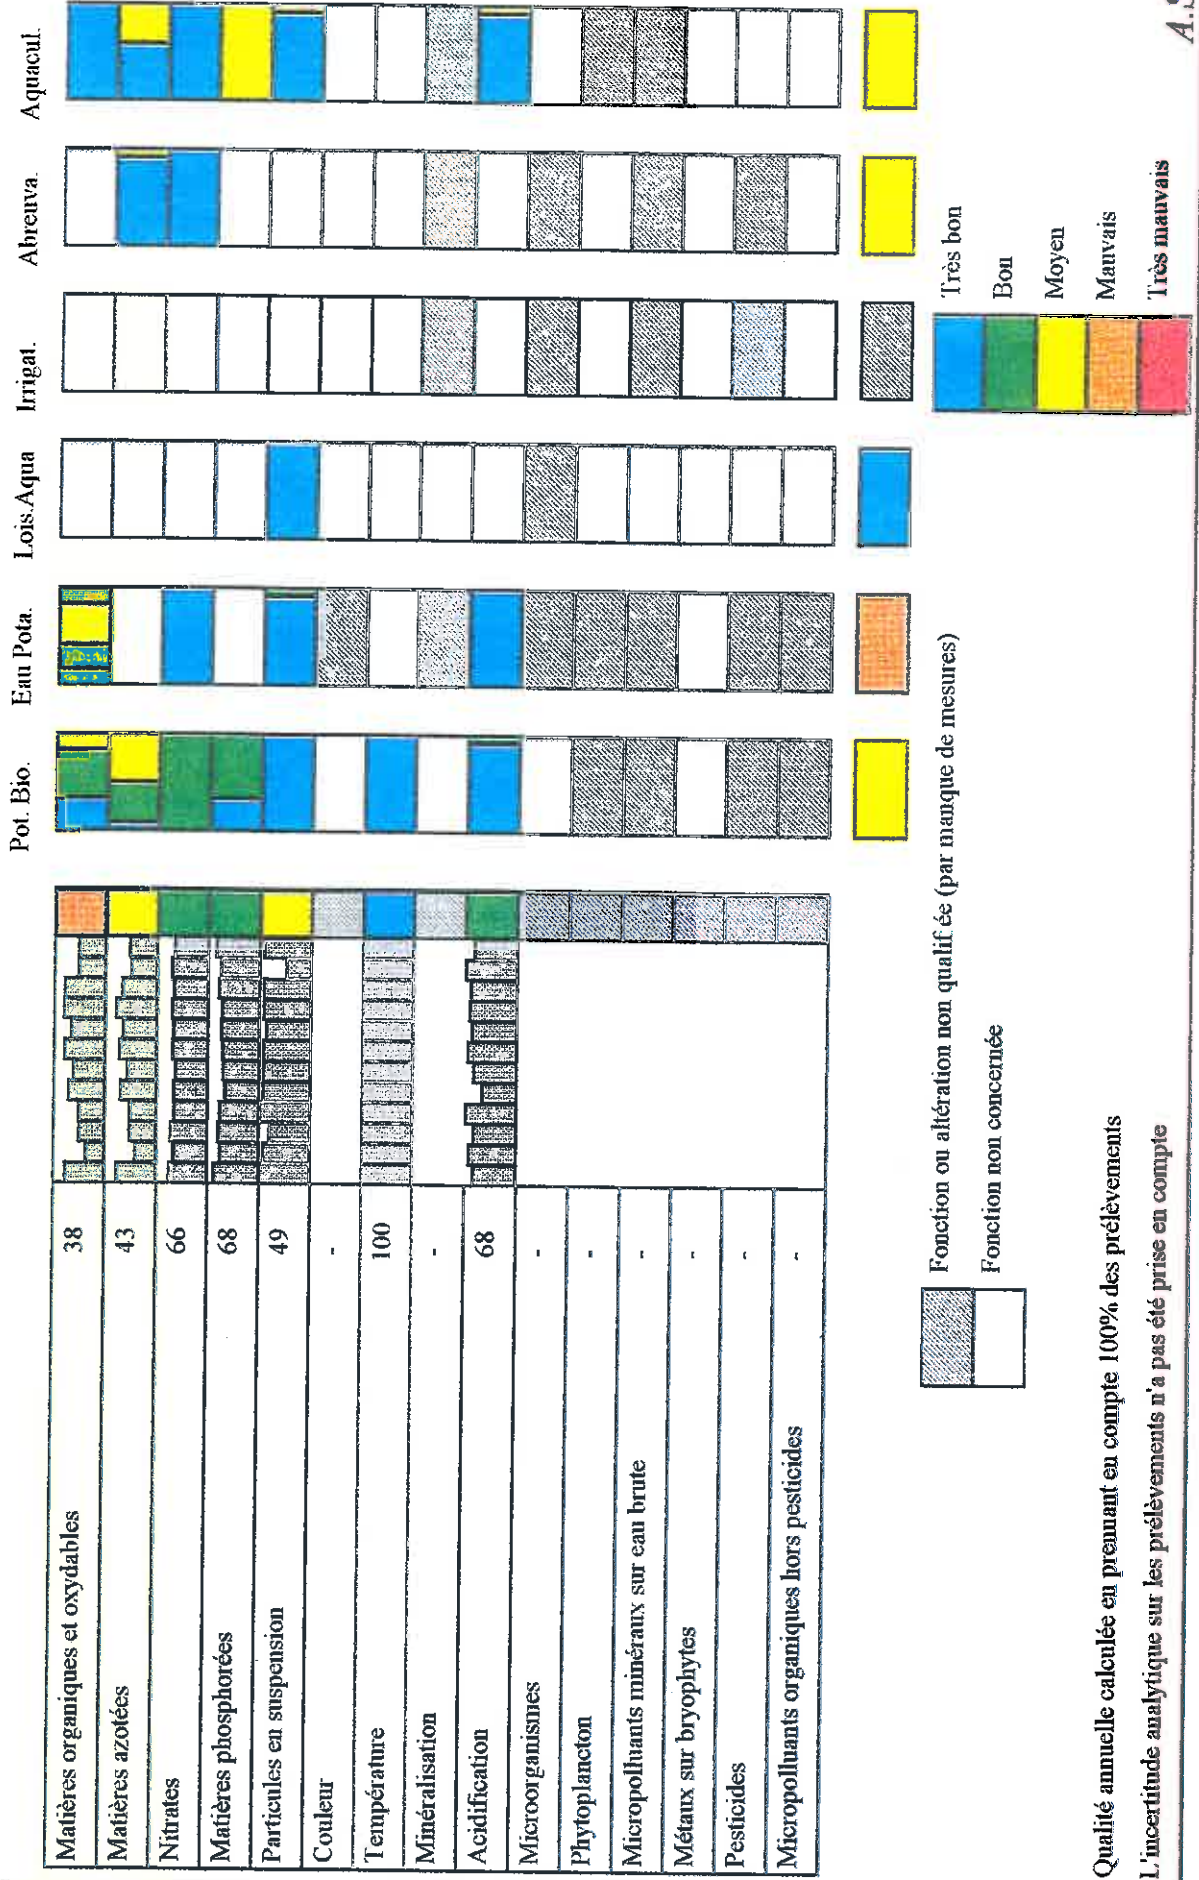 Pot. Bio. Eau Pota. Lois.Aqua Irrigat. Abreuva. Aquacul.
Matières organiques et oxydables 38
Matières azotées 43
Nitrates 66
Matières phosphorées 68
Particules en suspension 49
Couleur -
Température 100
Minéralisation -
Acidification 68
Microorganismes -
Phytoplancton -
Micropolluants minéraux sur eau brute -
Métaux sur bryophytes -
Pesticides -
Micropolluants organiques hors pesticides -
Fonction ou altération non qualifiée (par manque de mesures)
Fonction non concernée
Très bon
Bon
Moyen
Mauvais
Très mauvais
Qualité annuelle calculée en prenant en compte 100% des prélèvements
L'incertitude analytique sur les prélèvements n'a pas été prise en compte